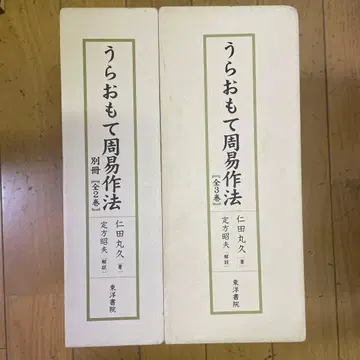 うらおもて周易作法
別冊【全2巻】
仁田丸久（著）
定方昭夫（解説）
東洋書院
うらおもて周易作法
【全3巻】
仁田丸久（著）
定方昭夫（解説）
東洋書院